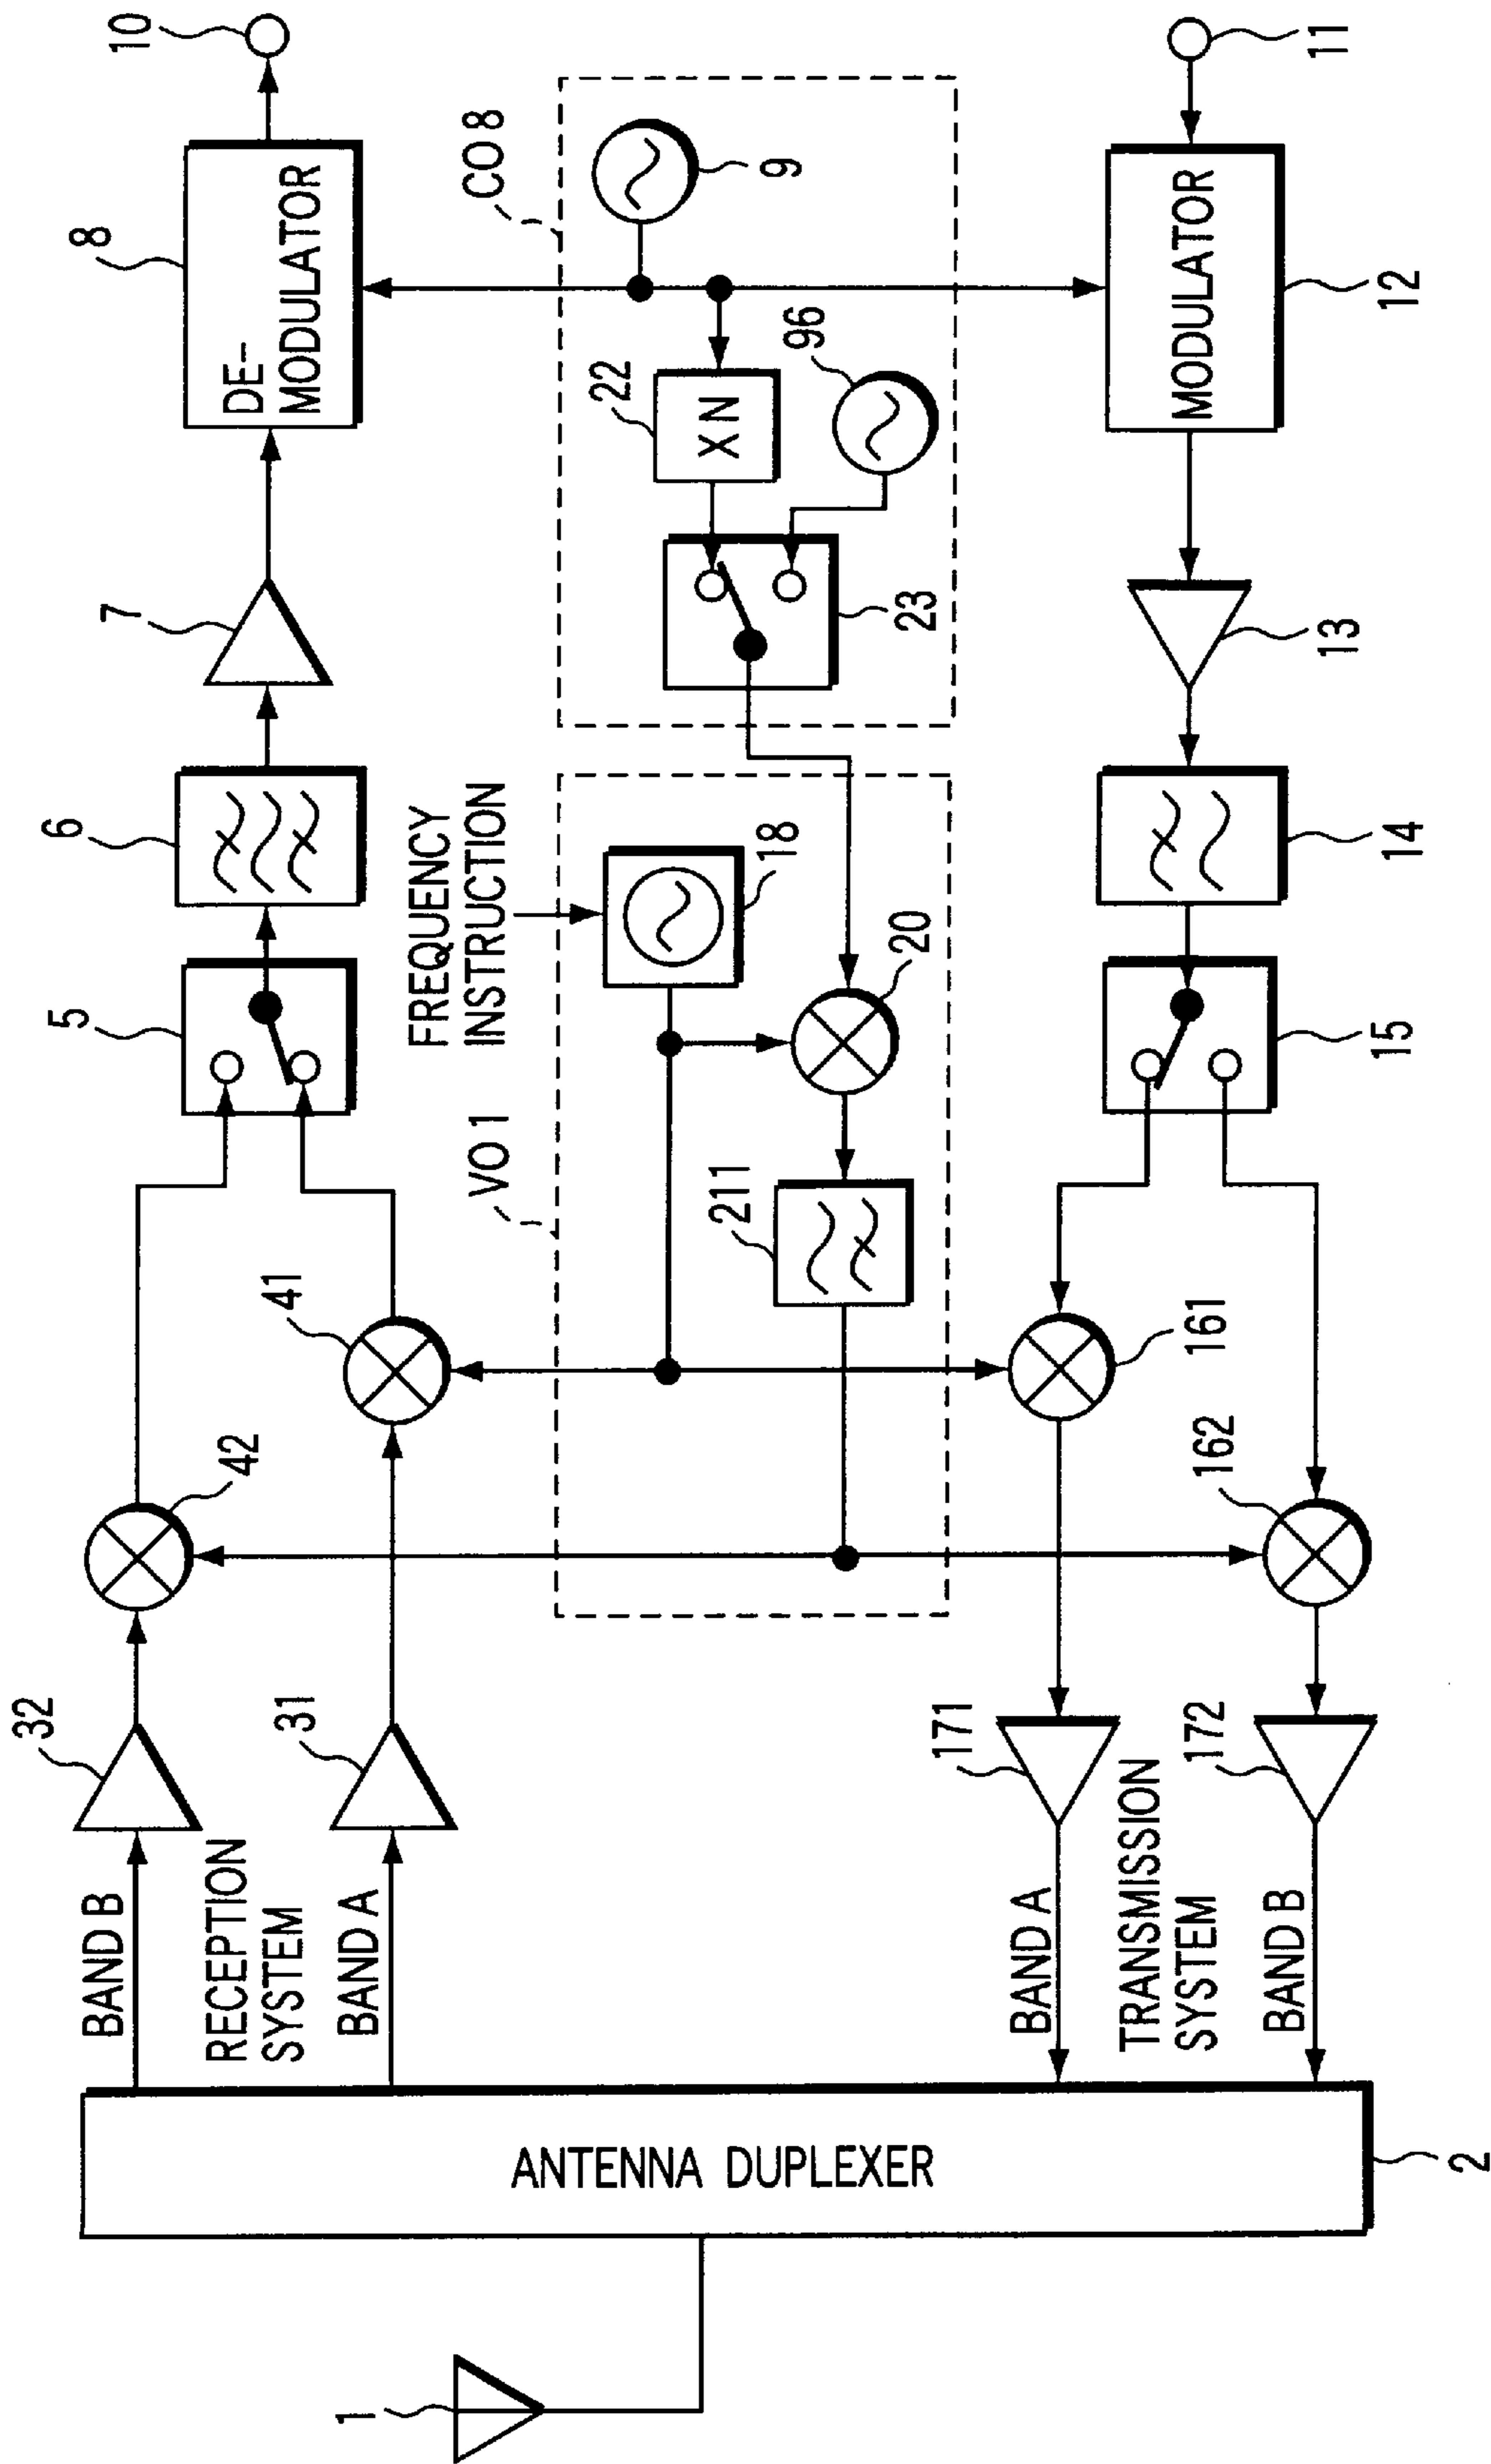 1
ANTENNA DUPLEXER
2
BAND B
RECEPTION
SYSTEM
BAND A
32
31
42
41
5
6
7
8
DE-
MODULATOR
10
FREQUENCY
INSTRUCTION
VO 1
18
20
211
CO 8
9
22
X N
96
23
BAND A
TRANSMISSION
SYSTEM
BAND B
171
172
161
162
15
14
13
MODULATOR
12
11